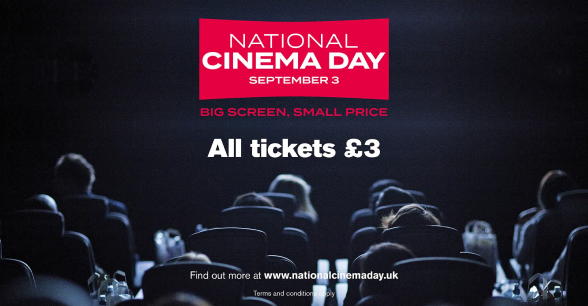 NATIONAL
CINEMA DAY
SEPTEMBER 3
BIG SCREEN, SMALL PRICE
All tickets £3
Find out more at www.nationalcinemaday.uk
Terms and conditions apply